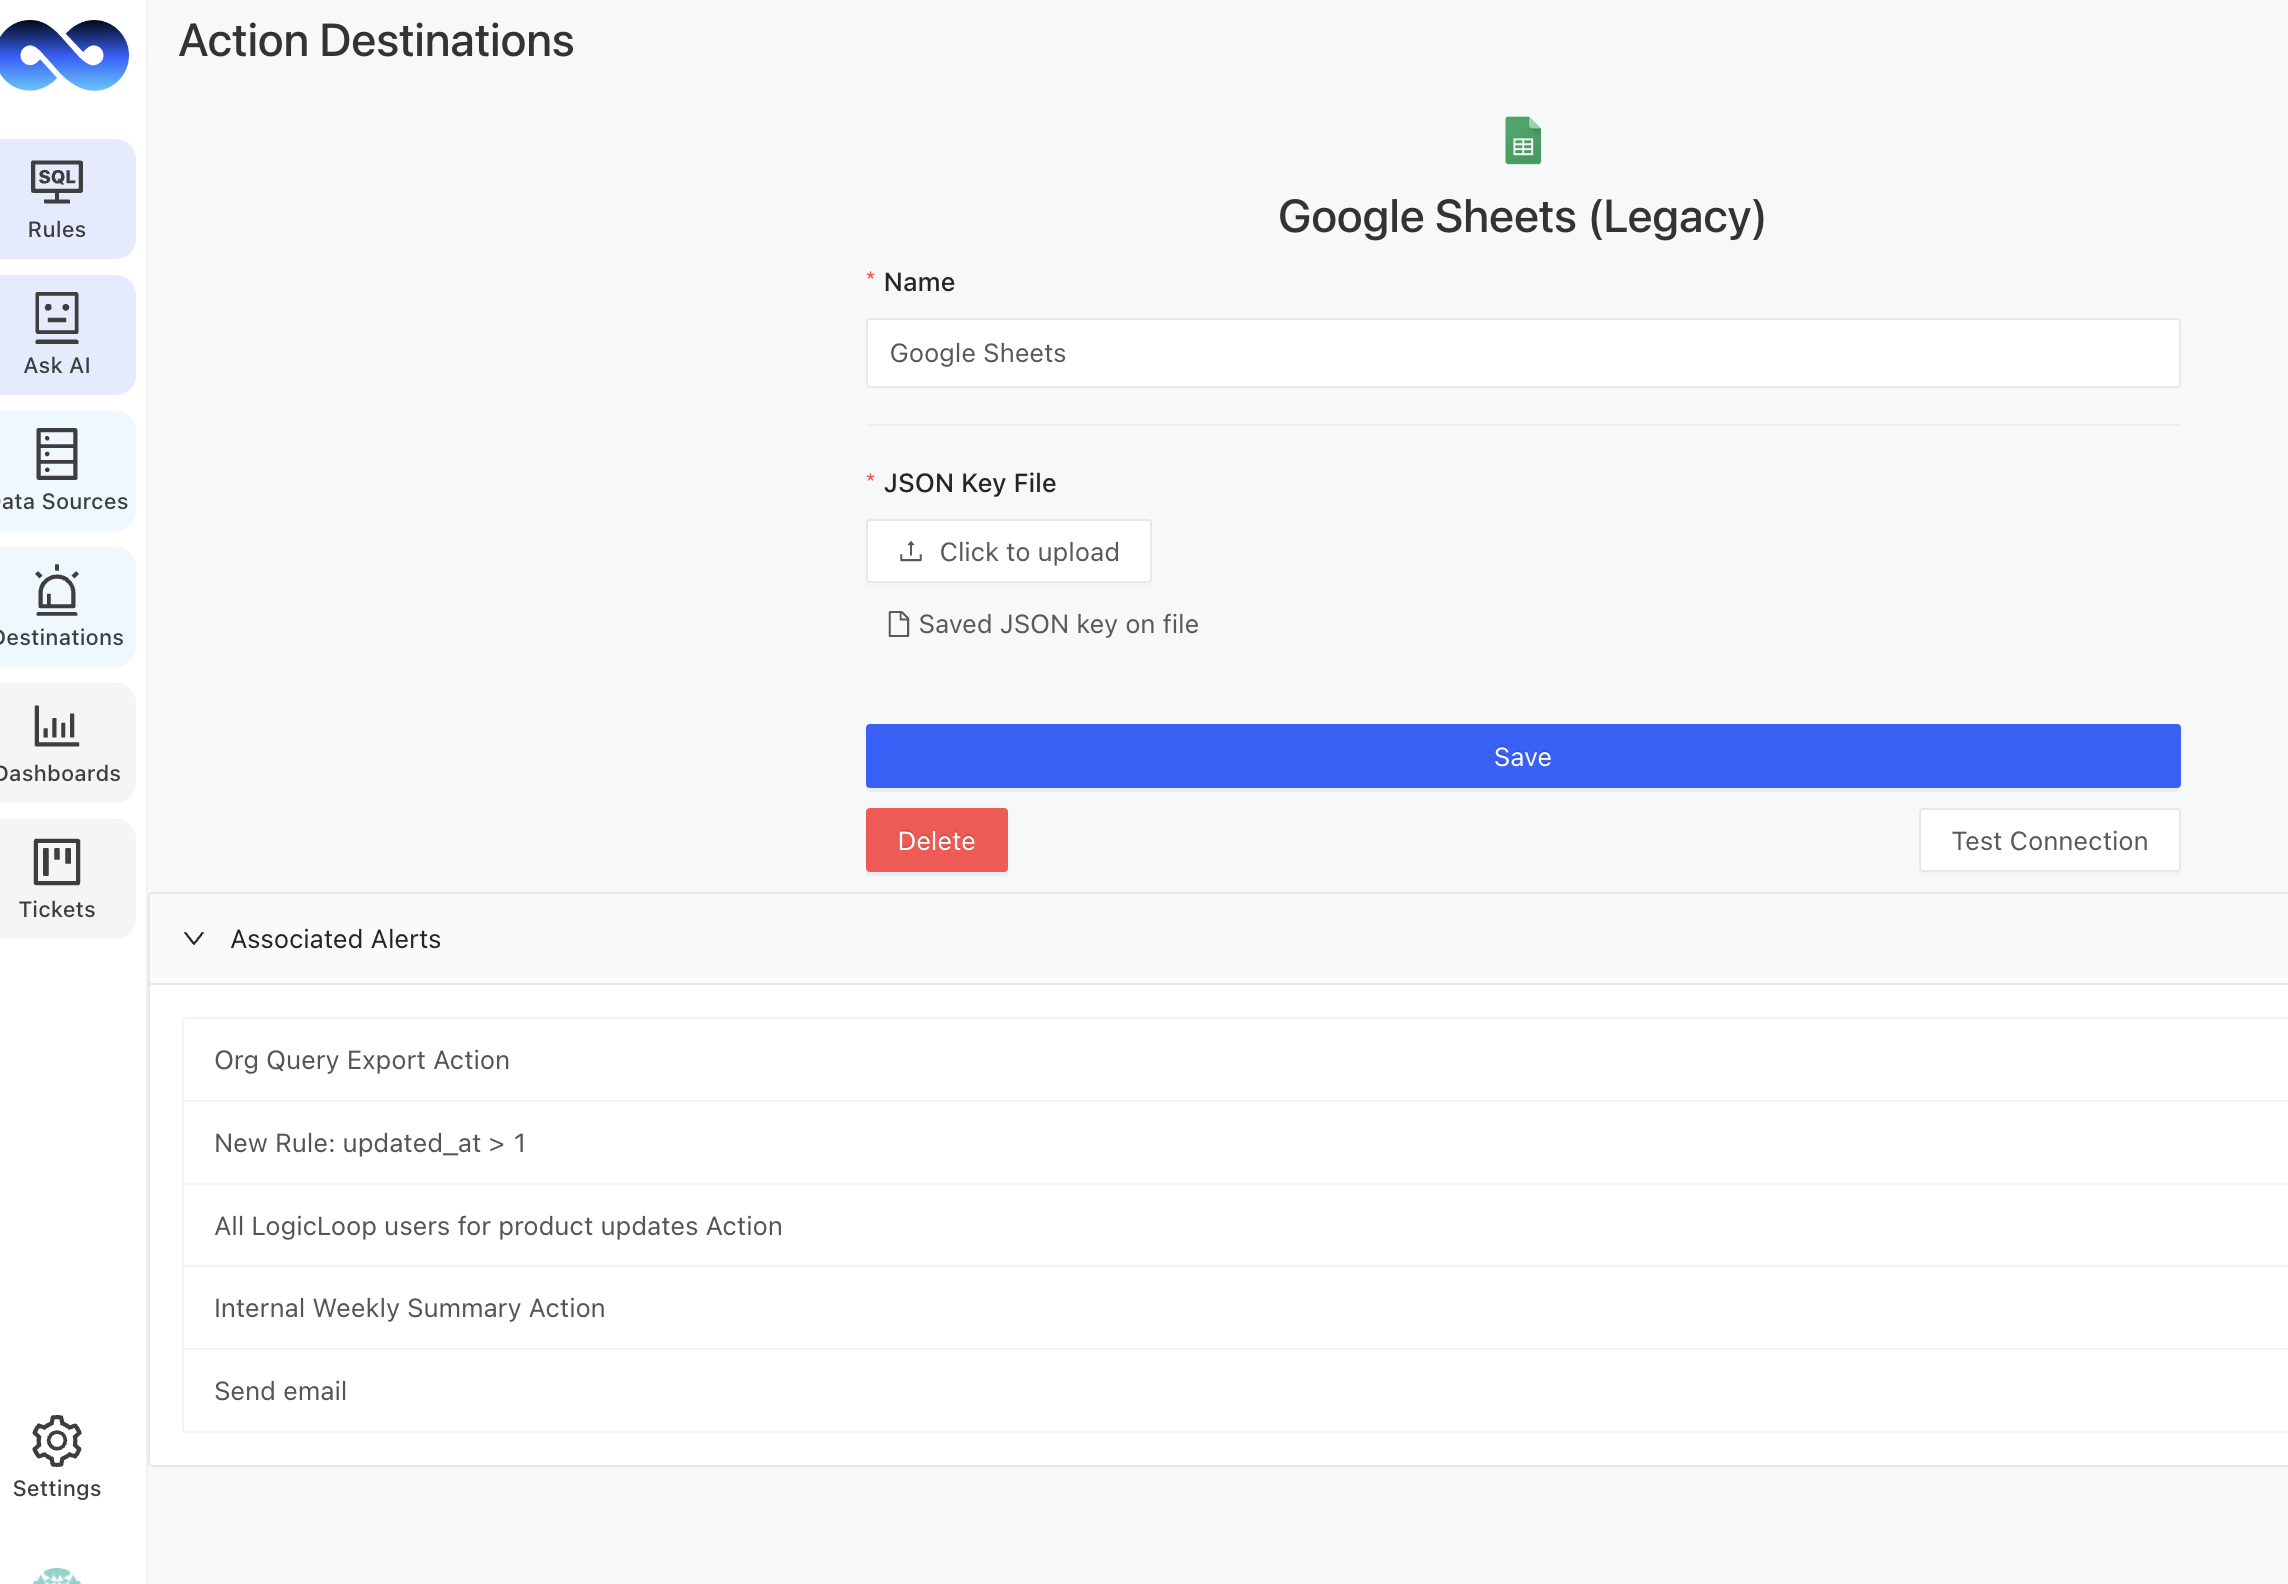 Action Destinations
SQL
Rules
Ask AI
ata Sources
Destinations
Dashboards
Tickets
Settings
Google Sheets (Legacy)
* Name
Google Sheets
* JSON Key File
Click to upload
Saved JSON key on file
Save
Delete
Test Connection
Associated Alerts
Org Query Export Action
New Rule: updated_at > 1
All LogicLoop users for product updates Action
Internal Weekly Summary Action
Send email